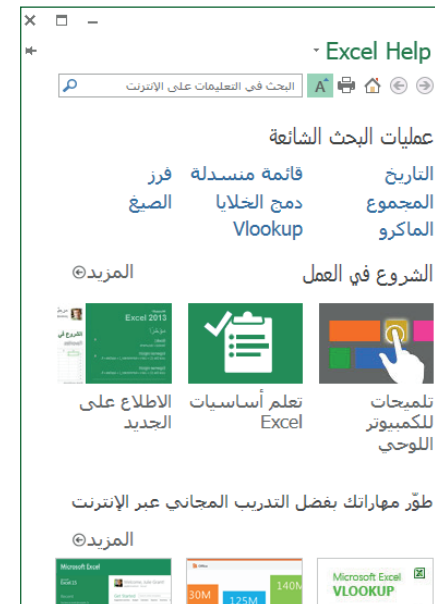 Excel Help
البحث في التعليمات على الإنترنت
عمليات البحث الشائعة
التاريخ قائمة منسدلة فرز
المجموع دمج الخلايا الصيغ
الماكرو Vlookup
الشروع في العمل
المزيد
Excel 2013
تلميحات للكمبيوتر اللوحي
تعلم أساسيات Excel
الاطلاع على الجديد
طوّر مهاراتك بفضل التدريب المجاني عبر الإنترنت
المزيد
Microsoft Excel
VLOOKUP
Office
30M
125M
140M
Microsoft Excel